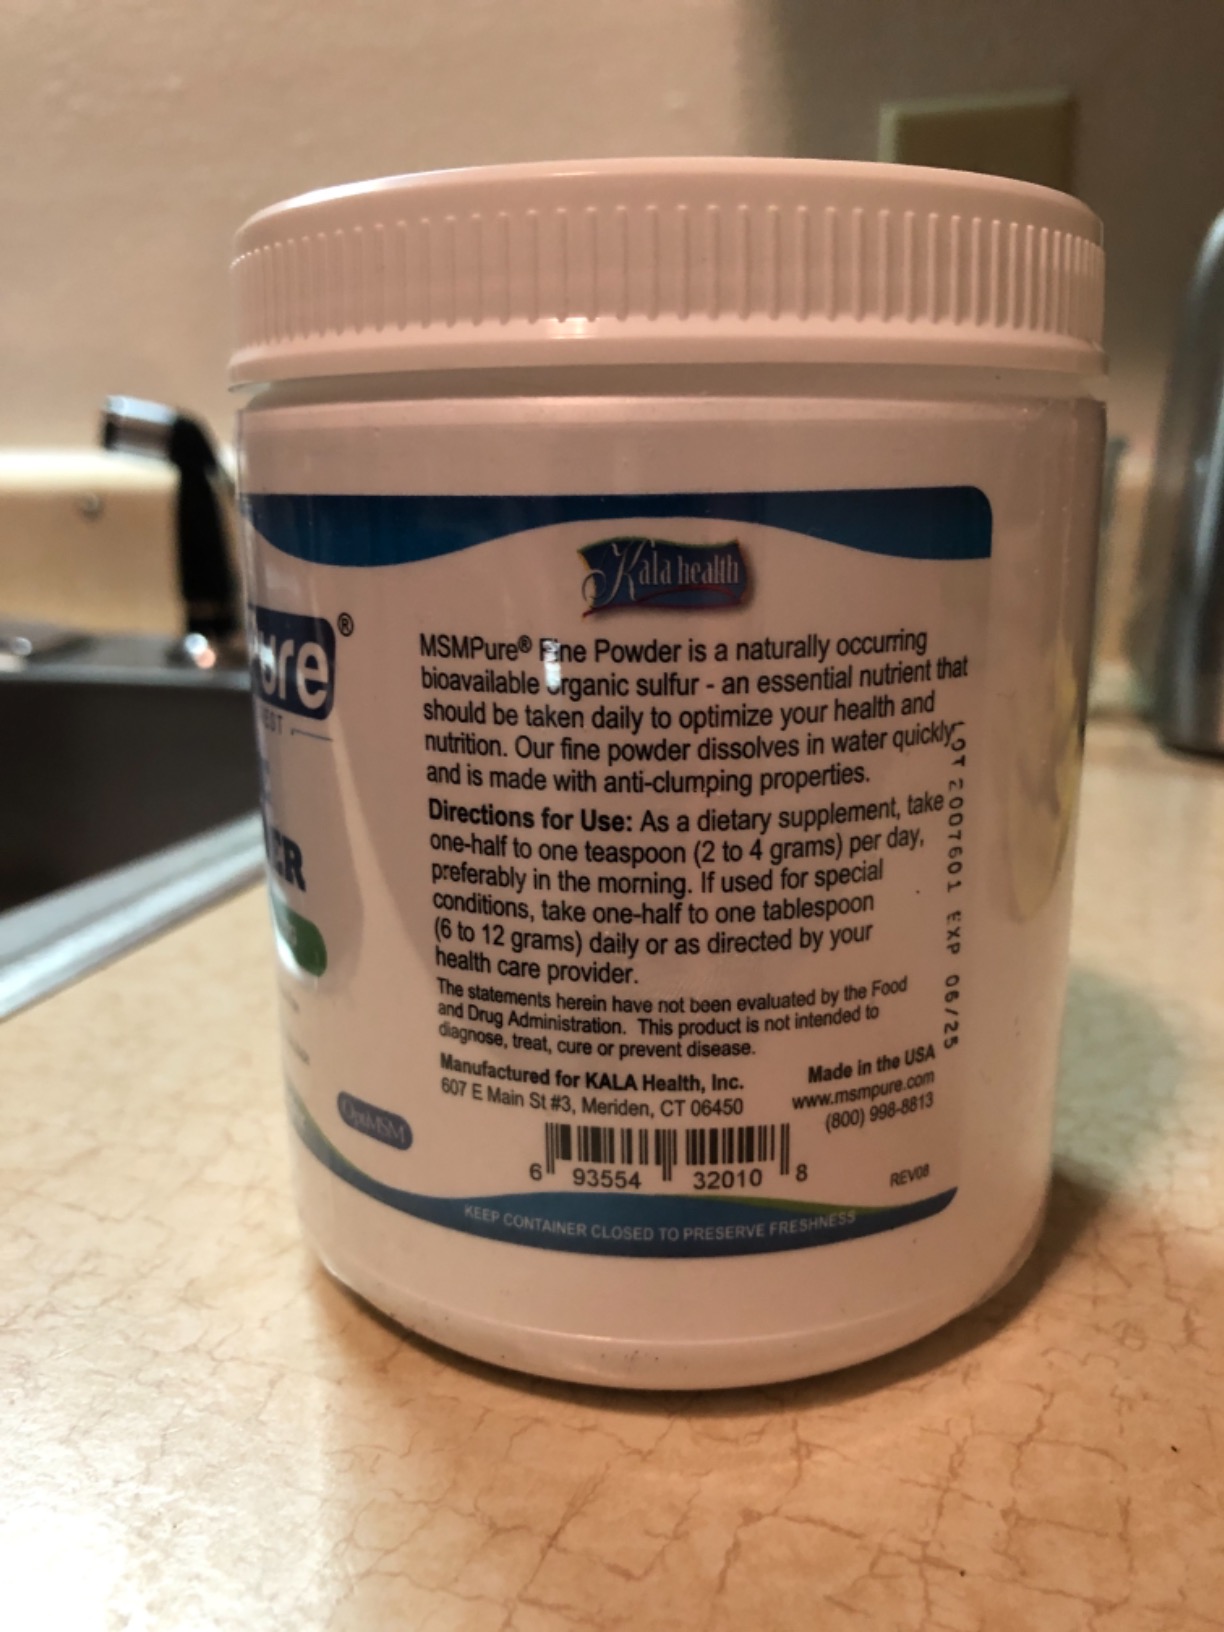 Kala health
MSMPure® Fine Powder is a naturally occurring
bioavailable organic sulfur - an essential nutrient that
should be taken daily to optimize your health and
nutrition. Our fine powder dissolves in water quickly
and is made with anti-clumping properties.
Directions for Use: As a dietary supplement, take
one-half to one teaspoon (2 to 4 grams) per day,
preferably in the morning. If used for special
conditions, take one-half to one tablespoon
(6 to 12 grams) daily or as directed by your
health care provider.
The statements herein have not been evaluated by the Food
and Drug Administration. This product is not intended to
diagnose, treat, cure or prevent disease.
Manufactured for KALA Health, Inc.
607 E Main St #3, Meriden, CT 06450
Made in the USA
www.msmpure.com
(800) 998-8813
6 93554 32010 8
REV08
KEEP CONTAINER CLOSED TO PRESERVE FRESHNESS
2007601 EXP 06/25
ure®
EST
ER
OptiMSM